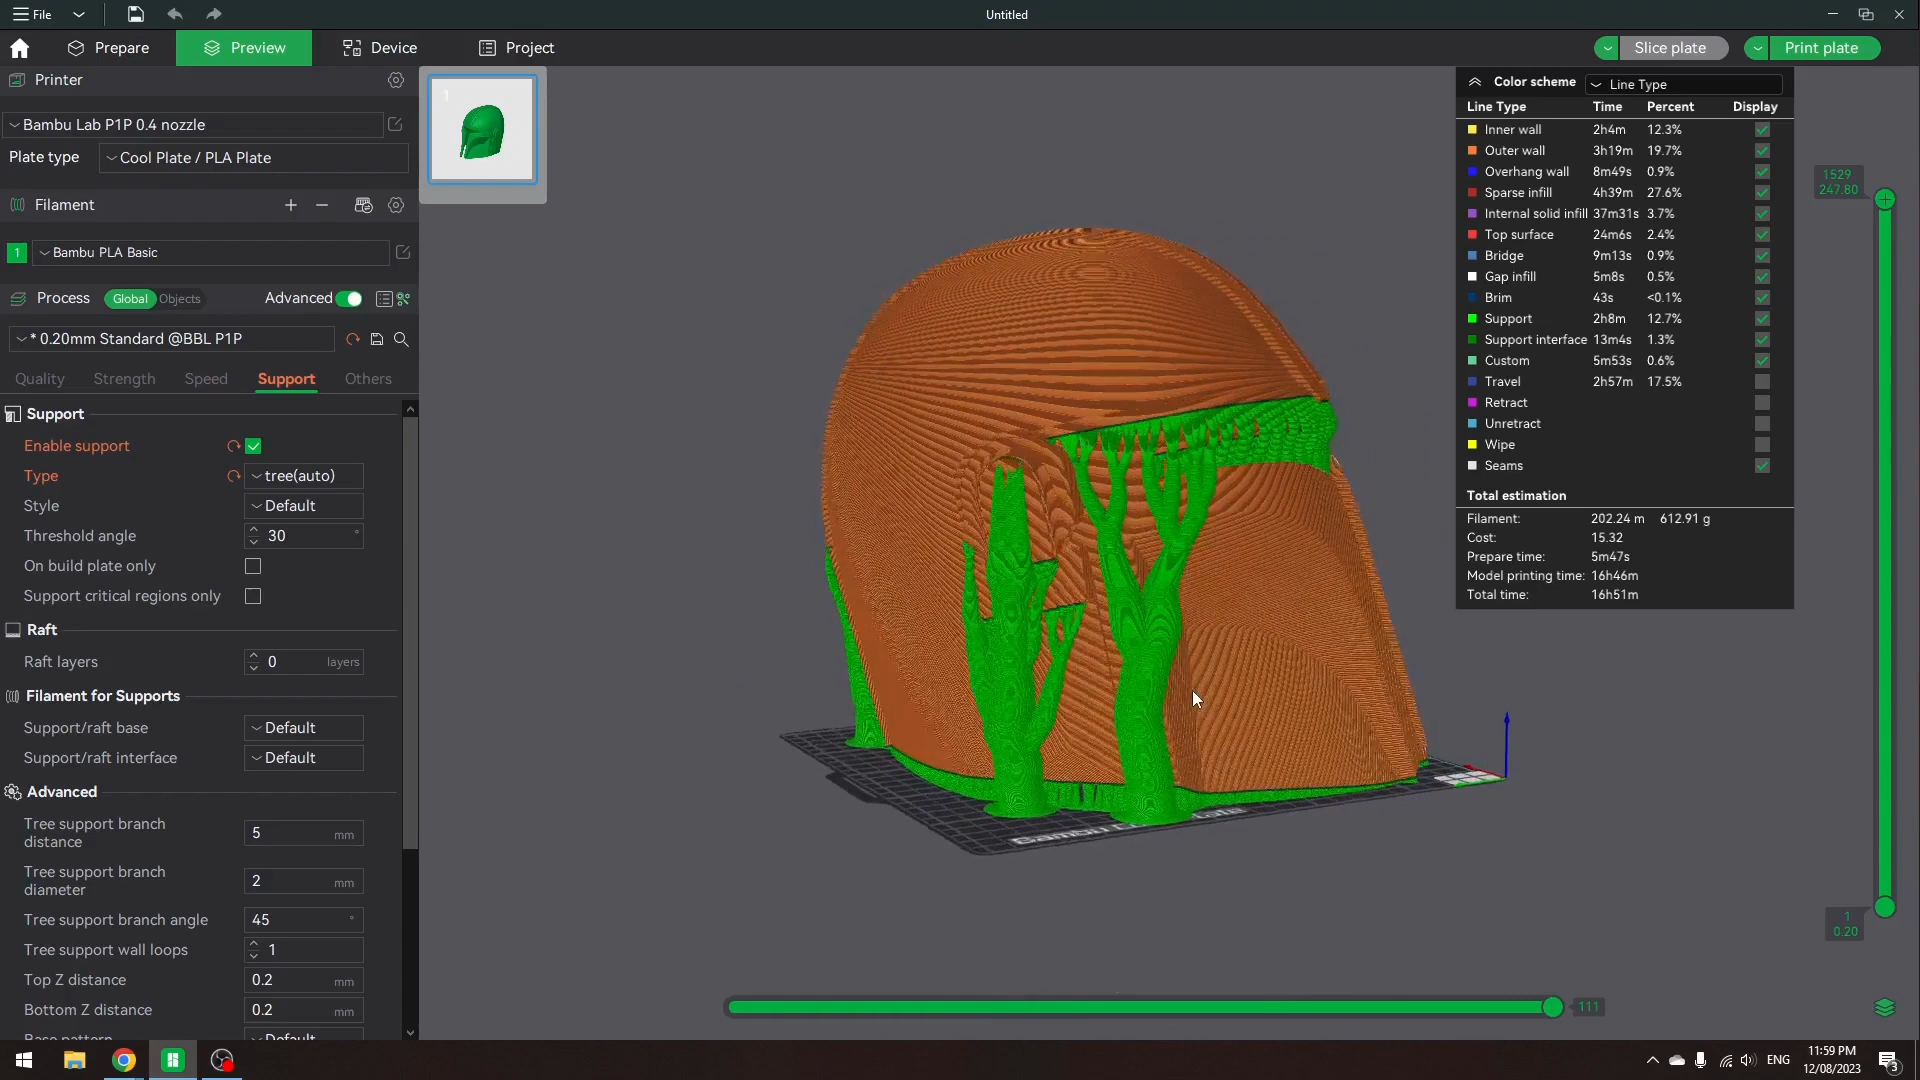 File
Untitled
Prepare
Preview
Device
Project
Slice plate
Print plate
Printer
Bambu Lab P1P 0.4 nozzle
Plate type
Cool Plate / PLA Plate
Filament
1
Bambu PLA Basic
Process
Global
Objects
Advanced
* 0.20mm Standard @BBL P1P
Quality
Strength
Speed
Support
Others
Support
Enable support
Type
tree(auto)
Style
Default
Threshold angle
30
°
On build plate only
Support critical regions only
Raft
Raft layers
0
layers
Filament for Supports
Support/raft base
Default
Support/raft interface
Default
Advanced
Tree support branch
distance
5
mm
Tree support branch
diameter
2
mm
Tree support branch angle
45
°
Tree support wall loops
1
Top Z distance
0.2
mm
Bottom Z distance
0.2
mm
Base pattern
Default
1
Color scheme
Line Type
Line Type Time Percent Display
Inner wall 2h4m 12.3%
Outer wall 3h19m 19.7%
Overhang wall 8m49s 0.9%
Sparse infill 4h39m 27.6%
Internal solid infill 37m31s 3.7%
Top surface 24m6s 2.4%
Bridge 9m13s 0.9%
Gap infill 5m8s 0.5%
Brim 43s <0.1%
Support 2h8m 12.7%
Support interface 13m4s 1.3%
Custom 5m53s 0.6%
Travel 2h57m 17.5%
Retract
Unretract
Wipe
Seams
Total estimation
Filament: 202.24 m 612.91 g
Cost: 15.32
Prepare time: 5m47s
Model printing time: 16h46m
Total time: 16h51m
1529
247.80
1
0.20
111
ENG
11:59 PM
12/08/2023
3